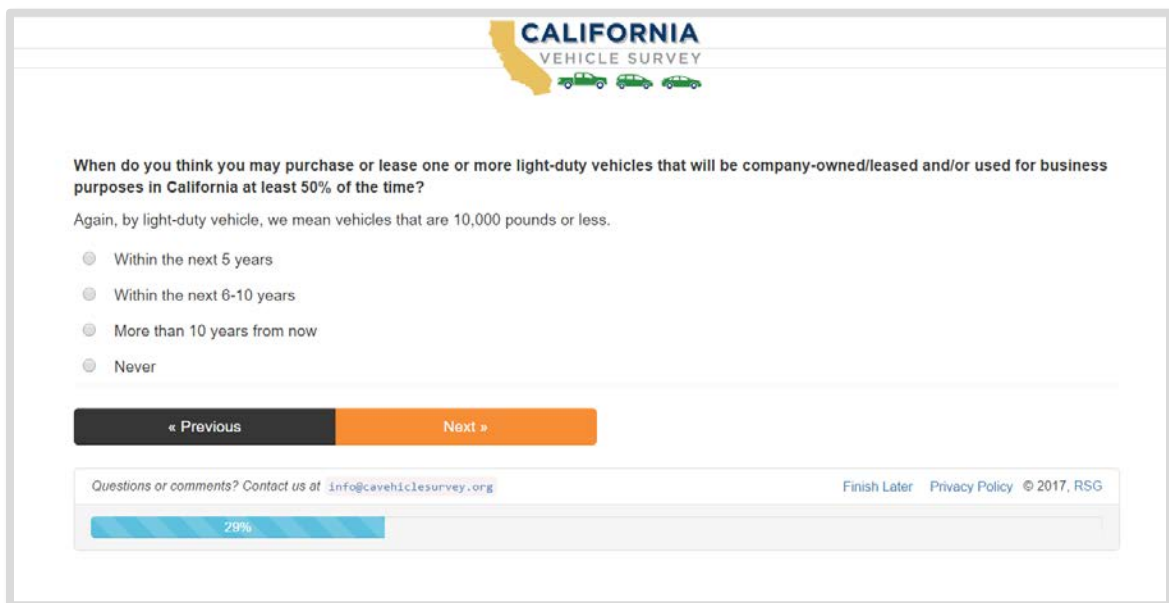 CALIFORNIA
VEHICLE SURVEY
When do you think you may purchase or lease one or more light-duty vehicles that will be company-owned/leased and/or used for business
purposes in California at least 50% of the time?
Again, by light-duty vehicle, we mean vehicles that are 10,000 pounds or less.
Within the next 5 years
Within the next 6-10 years
More than 10 years from now
Never
« Previous Next »
Questions or comments? Contact us at info@cavehiclesurvey.org Finish Later Privacy Policy © 2017, RSG
29%